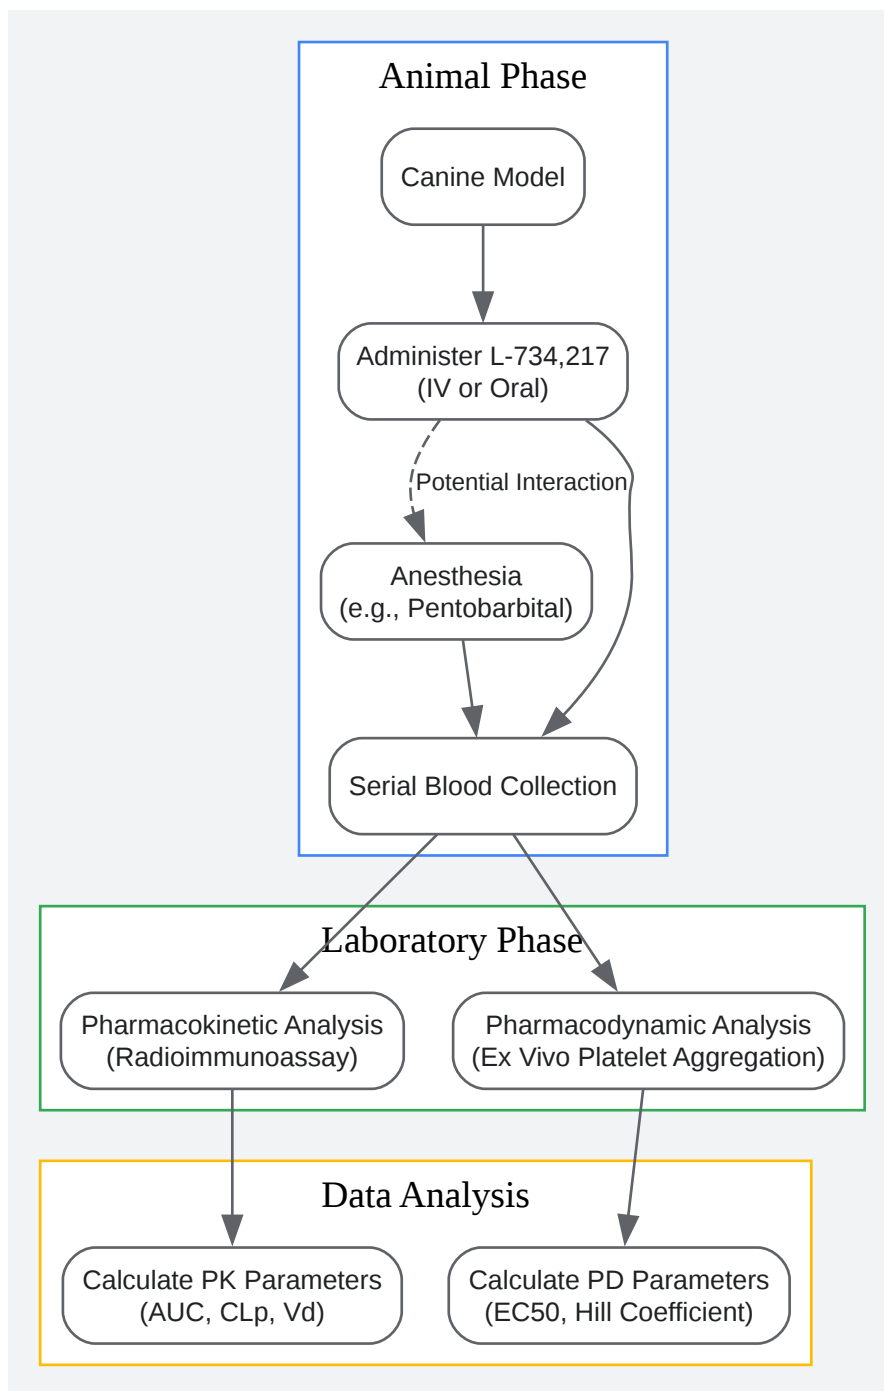 Animal Phase
Canine Model
Administer L-734,217
(IV or Oral)
Potential Interaction
Anesthesia
(e.g., Pentobarbital)
Serial Blood Collection
Laboratory Phase
Pharmacokinetic Analysis
(Radioimmunoassay)
Pharmacodynamic Analysis
(Ex Vivo Platelet Aggregation)
Data Analysis
Calculate PK Parameters
(AUC, CLp, Vd)
Calculate PD Parameters
(EC50, Hill Coefficient)